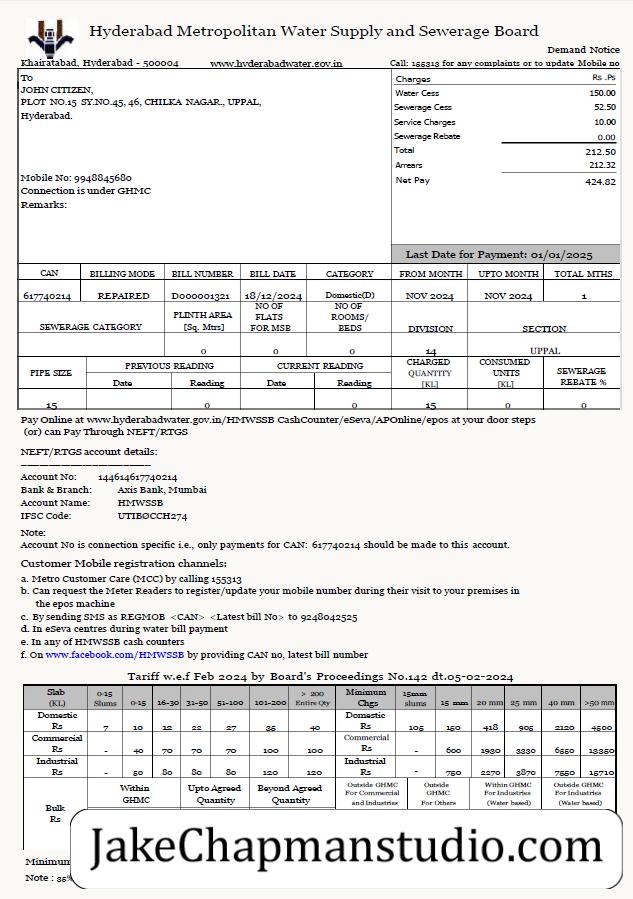 Hyderabad Metropolitan Water Supply and Sewerage Board
Demand Notice
Khairatabad, Hyderabad - 500004 www.hyderabadwater.gov.in Call: 155313 for any complaints or to update Mobile no
To
JOHN CITIZEN,
PLOT NO.15 SY.NO.45, 46, CHILKA NAGAR., UPPAL,
Hyderabad.
Mobile No: 9948845680
Connection is under GHMC
Remarks:
Charges Rs .Ps
Water Cess 150.00
Sewerage Cess 52.50
Service Charges 10.00
Sewerage Rebate 0.00
Total 212.50
Arrears 212.32
Net Pay 424.82
Last Date for Payment: 01/01/2025
CAN BILLING MODE BILL NUMBER BILL DATE CATEGORY FROM MONTH UPTO MONTH TOTAL MTHS
617740214 REPAIRED D000001321 18/12/2024 Domestic(D) NOV 2024 NOV 2024 1
SEWERAGE CATEGORY PLINTH AREA [Sq. Mtrs] NO OF FLATS FOR MSB NO OF ROOMS/ BEDS DIVISION SECTION
0 0 0 14 UPPAL
PIPE SIZE PREVIOUS READING CURRENT READING CHARGED QUANTITY [KL] CONSUMED UNITS [KL] SEWERAGE REBATE %
Date Reading Date Reading
15 0 0 15 0 0
Pay Online at www.hyderabadwater.gov.in/HMWSSB CashCounter/eSeva/APOnline/epos at your door steps
(or) can Pay Through NEFT/RTGS
NEFT/RTGS account details:
Account No: 144614617740214
Bank & Branch: Axis Bank, Mumbai
Account Name: HMWSSB
IFSC Code: UTIB0CCH274
Note:
Account No is connection specific i.e., only payments for CAN: 617740214 should be made to this account.
Customer Mobile registration channels:
a. Metro Customer Care (MCC) by calling 155313
b. Can request the Meter Readers to register/update your mobile number during their visit to your premises in
the epos machine
c. By sending SMS as REGMOB <CAN> <Latest bill No> to 9248042525
d. In eSeva centres during water bill payment
e. In any of HMWSSB cash counters
f. On www.facebook.com/HMWSSB by providing CAN no, latest bill number
Tariff w.e.f Feb 2024 by Board's Proceedings No.142 dt.05-02-2024
Slab (KL) 0-15 Slums 0-15 16-30 31-50 51-100 101-200 > 200 Entire Qty Minimum Chgs 15mm slums 15 mm 20 mm 25 mm 40 mm >50 mm
Domestic Rs 7 10 12 22 27 35 40 Domestic Rs 105 150 418 905 2120 4500
Commercial Rs - 40 70 70 70 100 100 Commercial Rs - 600 1930 3330 6550 13350
Industrial Rs - 50 80 80 80 120 120 Industrial Rs - 750 2270 3870 7550 15710
Bulk Rs Within GHMC Upto Agreed Quantity Beyond Agreed Quantity Outside GHMC For Commercial and Industries Outside GHMC For Others Within GHMC For Industries (Water based) Outside GHMC For Industries (Water based)
Minimum
Note : 35%
JakeChapmanstudio.com